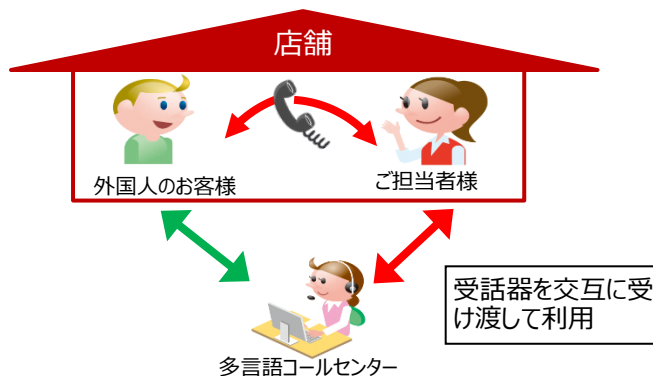 店舗
外国人のお客様
ご担当者様
受話器を交互に受
け渡して利用
多言語コールセンター